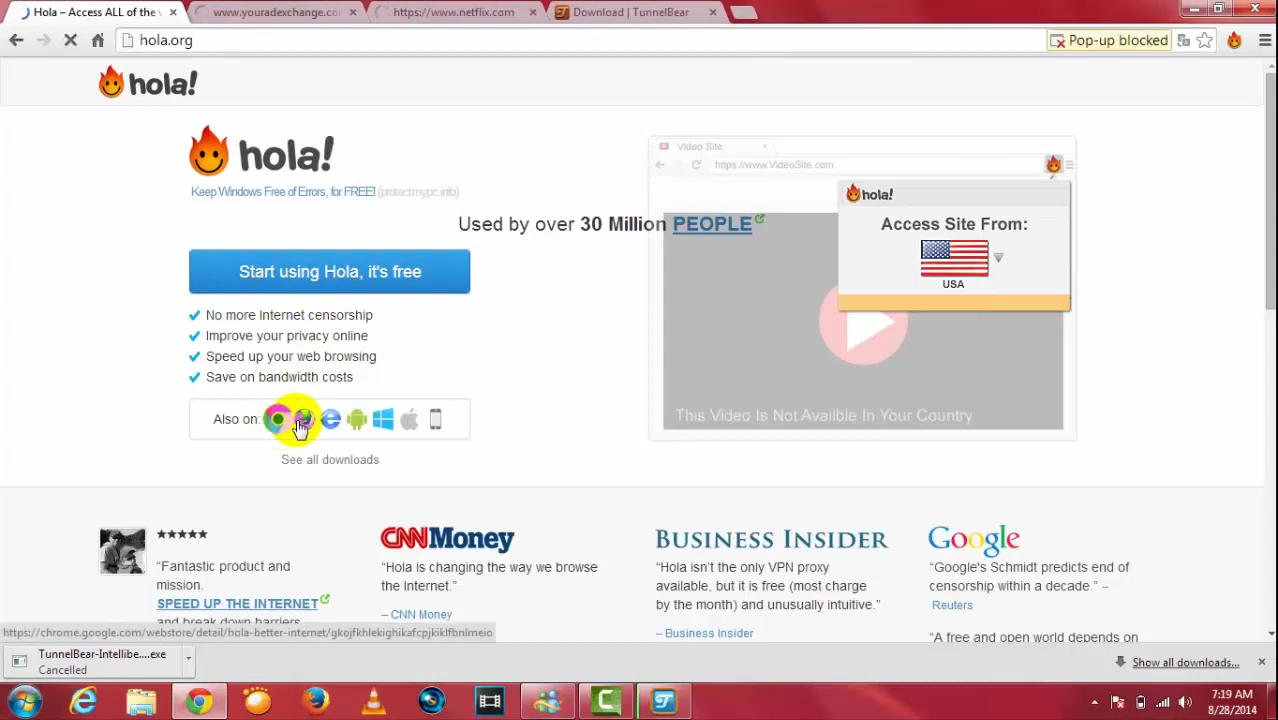 Hola – Access ALL of the
www.youradexchange.co
https://www.netflix.com
Download | TunnelBear
hola.org
Pop-up blocked
hola!
hola!
Keep Windows Free of Errors, for FREE! (protectmypc.info)
Used by over 30 Million PEOPLE
Start using Hola, it's free
No more Internet censorship
Improve your privacy online
Speed up your web browsing
Save on bandwidth costs
Also on:
See all downloads
Video Site
https://www.VideoSite.com
hola!
Access Site From:
USA
This Video Is Not Availble In Your Country
“Fantastic product and
mission.
SPEED UP THE INTERNET
and break down barriers
CNNMoney
“Hola is changing the way we browse
the Internet.”
– CNN Money
BUSINESS INSIDER
“Hola isn't the only VPN proxy
available, but it is free (most charge
by the month) and unusually intuitive.”
– Business Insider
Google
“Google's Schmidt predicts end of
censorship within a decade.” –
Reuters
“A free and open world depends on
https://chrome.google.com/webstore/detail/hola-better-internet/gkojfkhlekighikafcpjkiklfbnlmeio
TunnelBear-Intellibe....exe
Cancelled
Show all downloads...
7:19 AM
8/28/2014